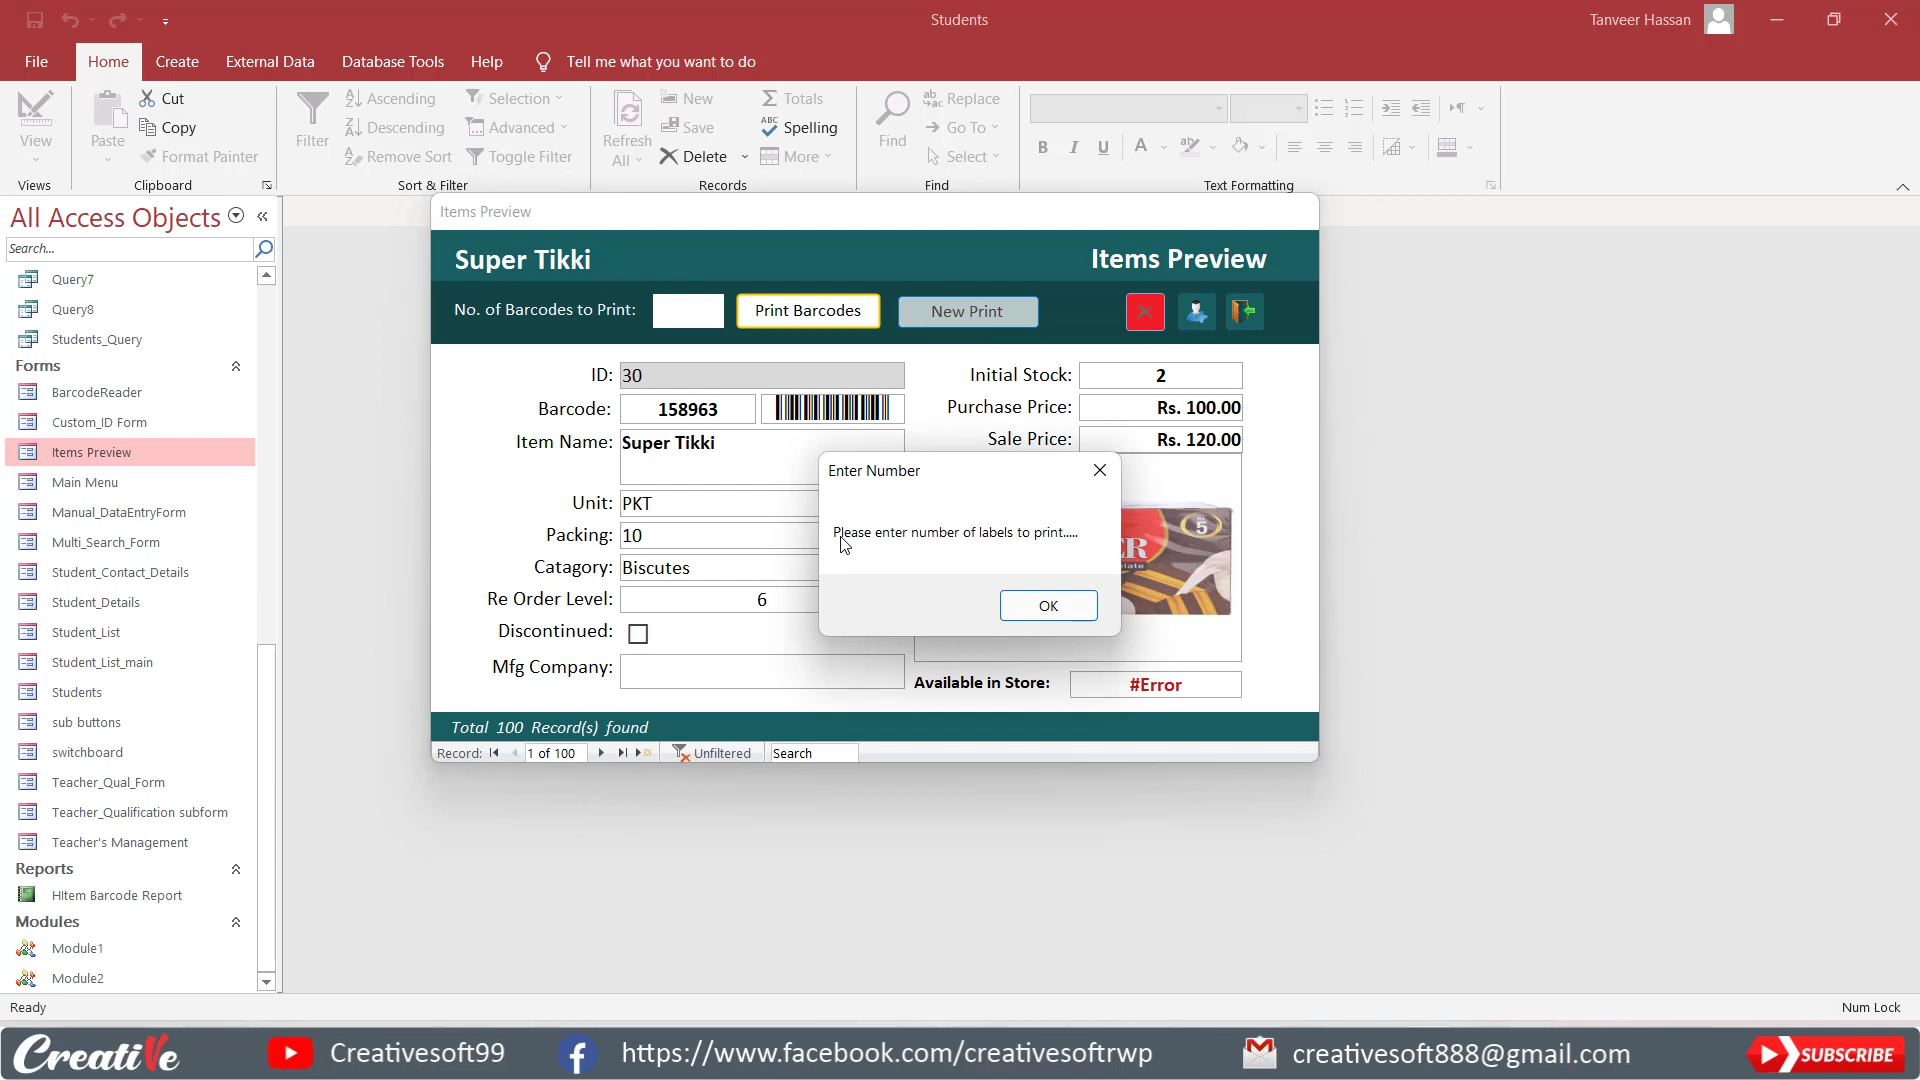 Students
Tanveer Hassan
File
Home
Create
External Data
Database Tools
Help
Tell me what you want to do
View
Paste
Cut
Copy
Format Painter
Filter
Ascending
Descending
Remove Sort
Selection
Advanced
Toggle Filter
Refresh
All
New
Save
Delete
Totals
Spelling
More
Find
Replace
Go To
Select
Views
Clipboard
Sort & Filter
Records
Find
Text Formatting
All Access Objects
Search...
Query7
Query8
Students_Query
Forms
BarcodeReader
Custom_ID Form
Items Preview
Main Menu
Manual_DataEntryForm
Multi_Search_Form
Student_Contact_Details
Student_Details
Student_List
Student_List_main
Students
sub buttons
switchboard
Teacher_Qual_Form
Teacher_Qualification subform
Teacher's Management
Reports
HItem Barcode Report
Modules
Module1
Module2
Items Preview
Super Tikki
Items Preview
No. of Barcodes to Print:
Print Barcodes
New Print
ID: 30
Barcode: 158963
Item Name: Super Tikki
Unit: PKT
Packing: 10
Catagory: Biscutes
Re Order Level: 6
Discontinued:
Mfg Company:
Initial Stock: 2
Purchase Price: Rs. 100.00
Sale Price: Rs. 120.00
5
Available in Store: #Error
Enter Number
Please enter number of labels to print.....
OK
Total 100 Record(s) found
Record: 1 of 100 Unfiltered Search
Ready
Num Lock
Creative
Creativesoft99
https://www.facebook.com/creativesoftrwp
creativesoft888@gmail.com
SUBSCRIBE